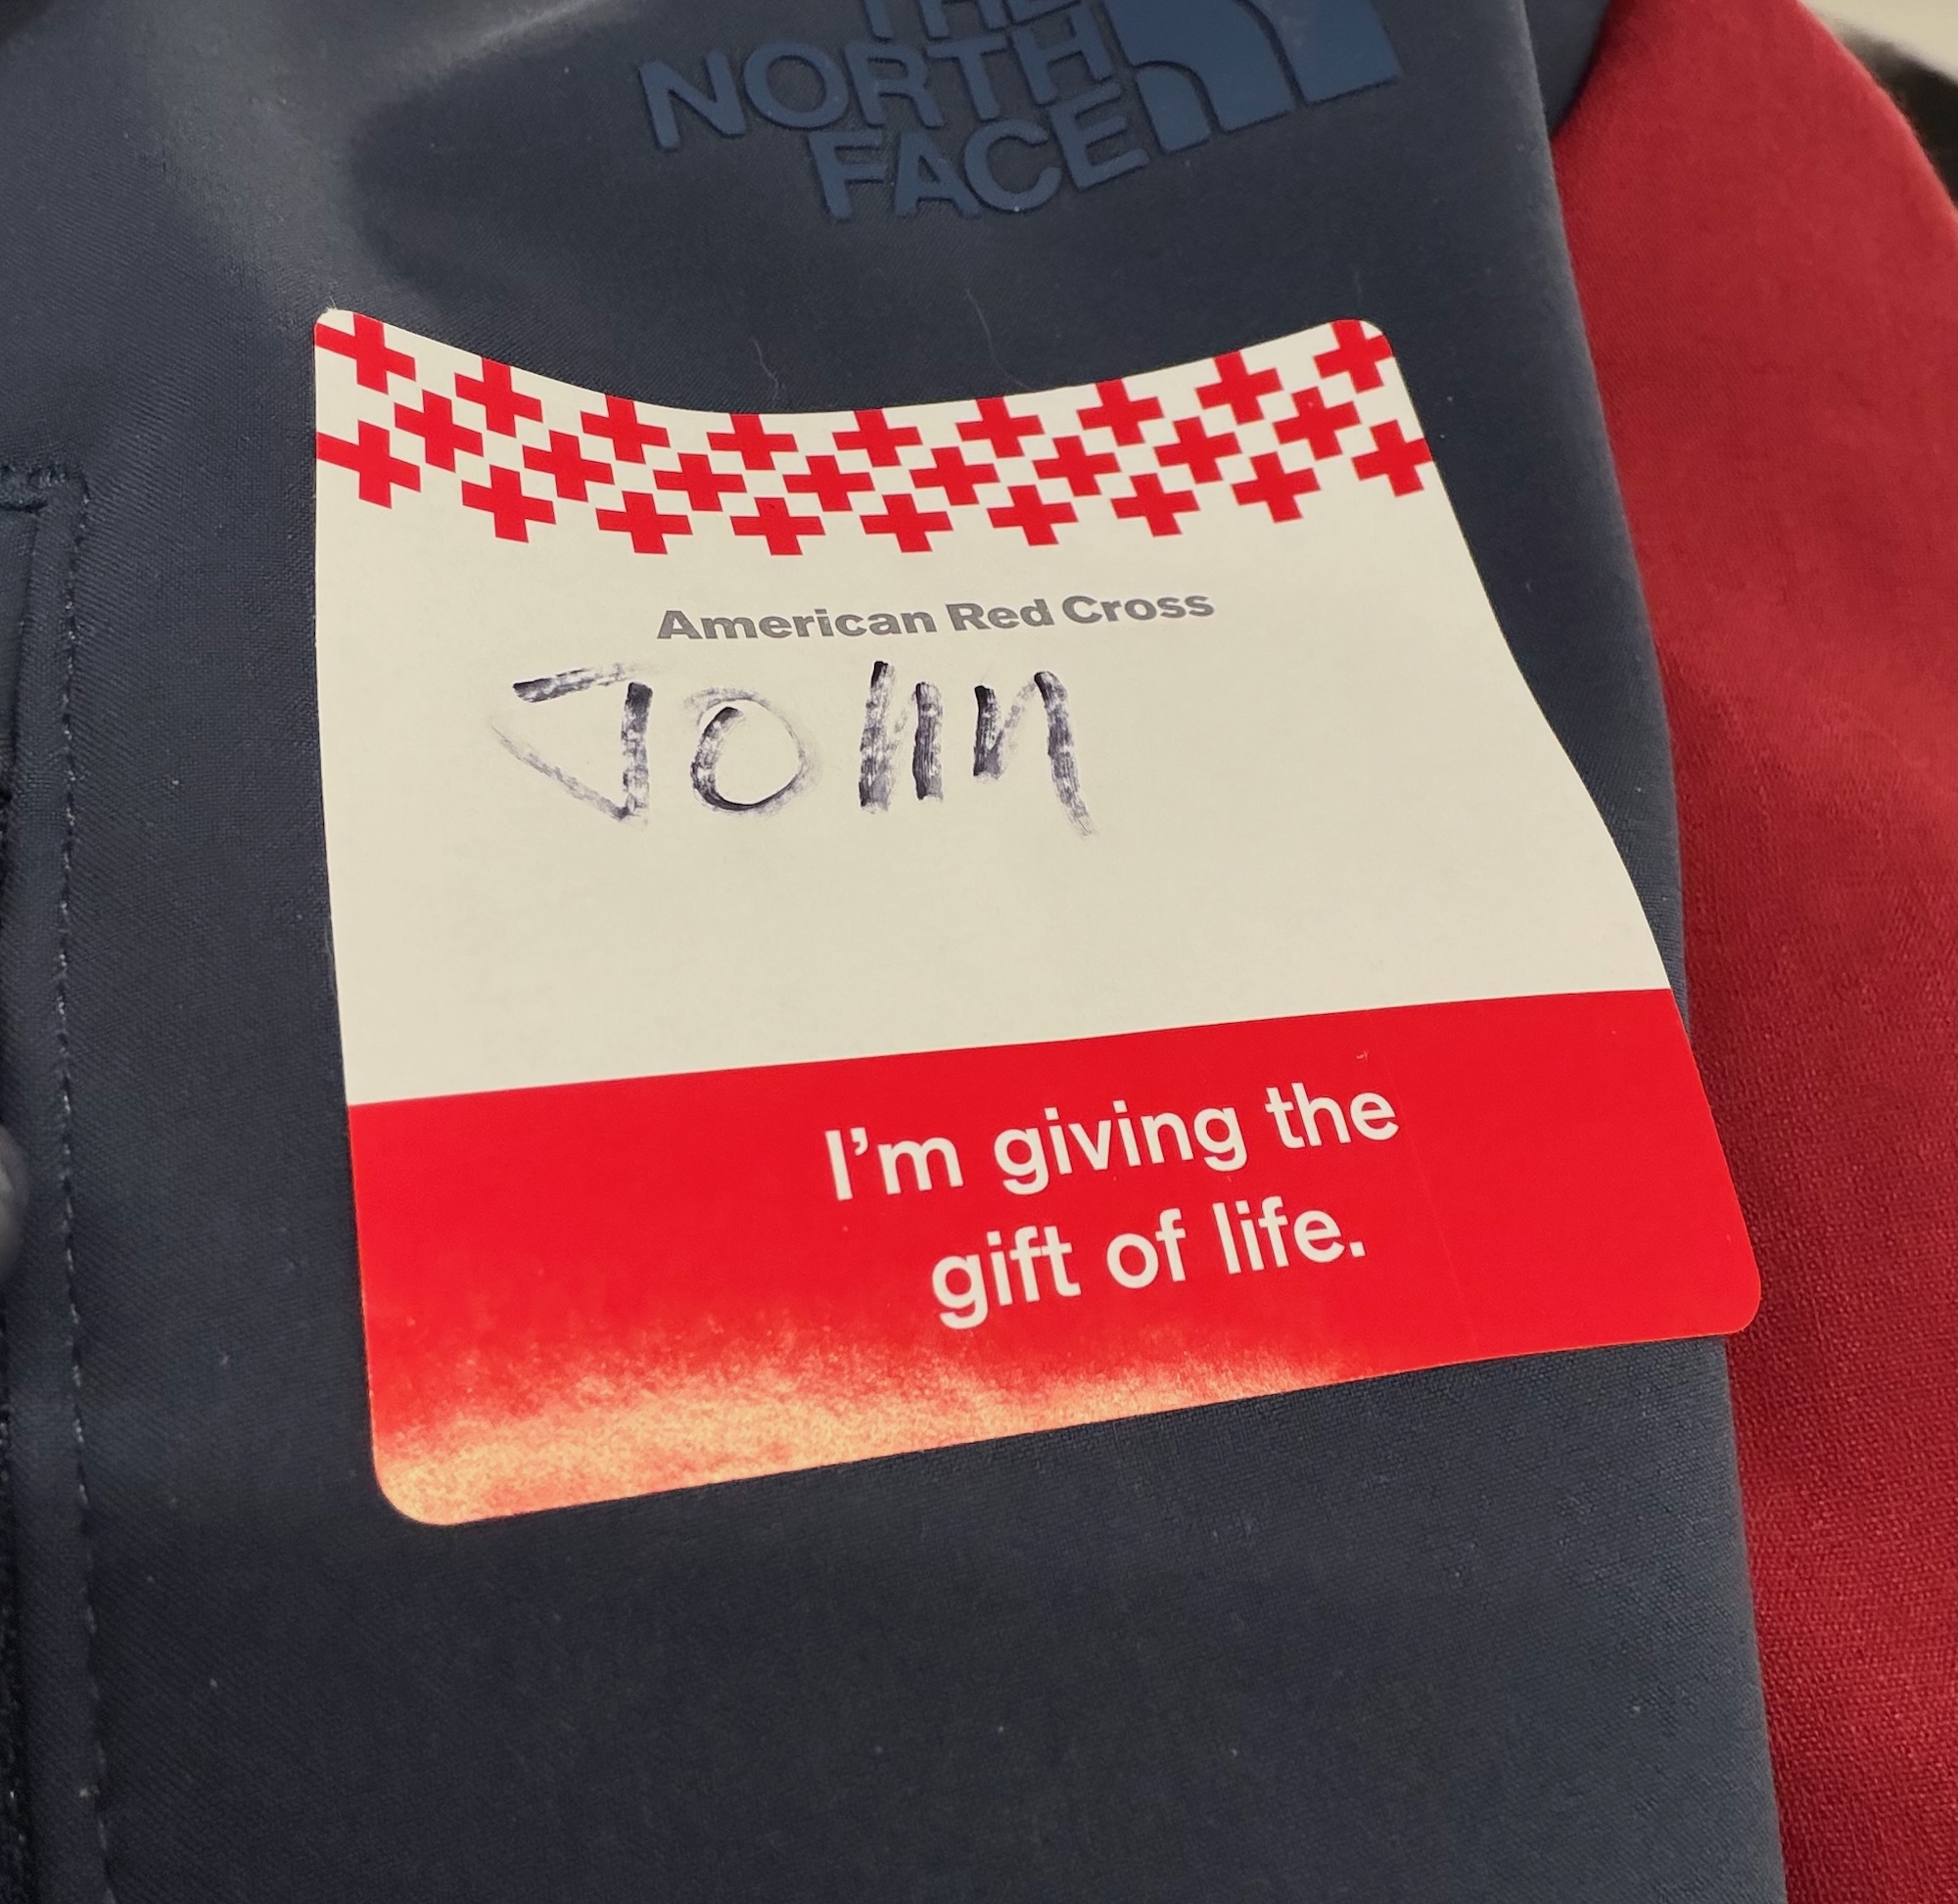 THE
NORTH
FACE
American Red Cross
John
I'm giving the
gift of life.